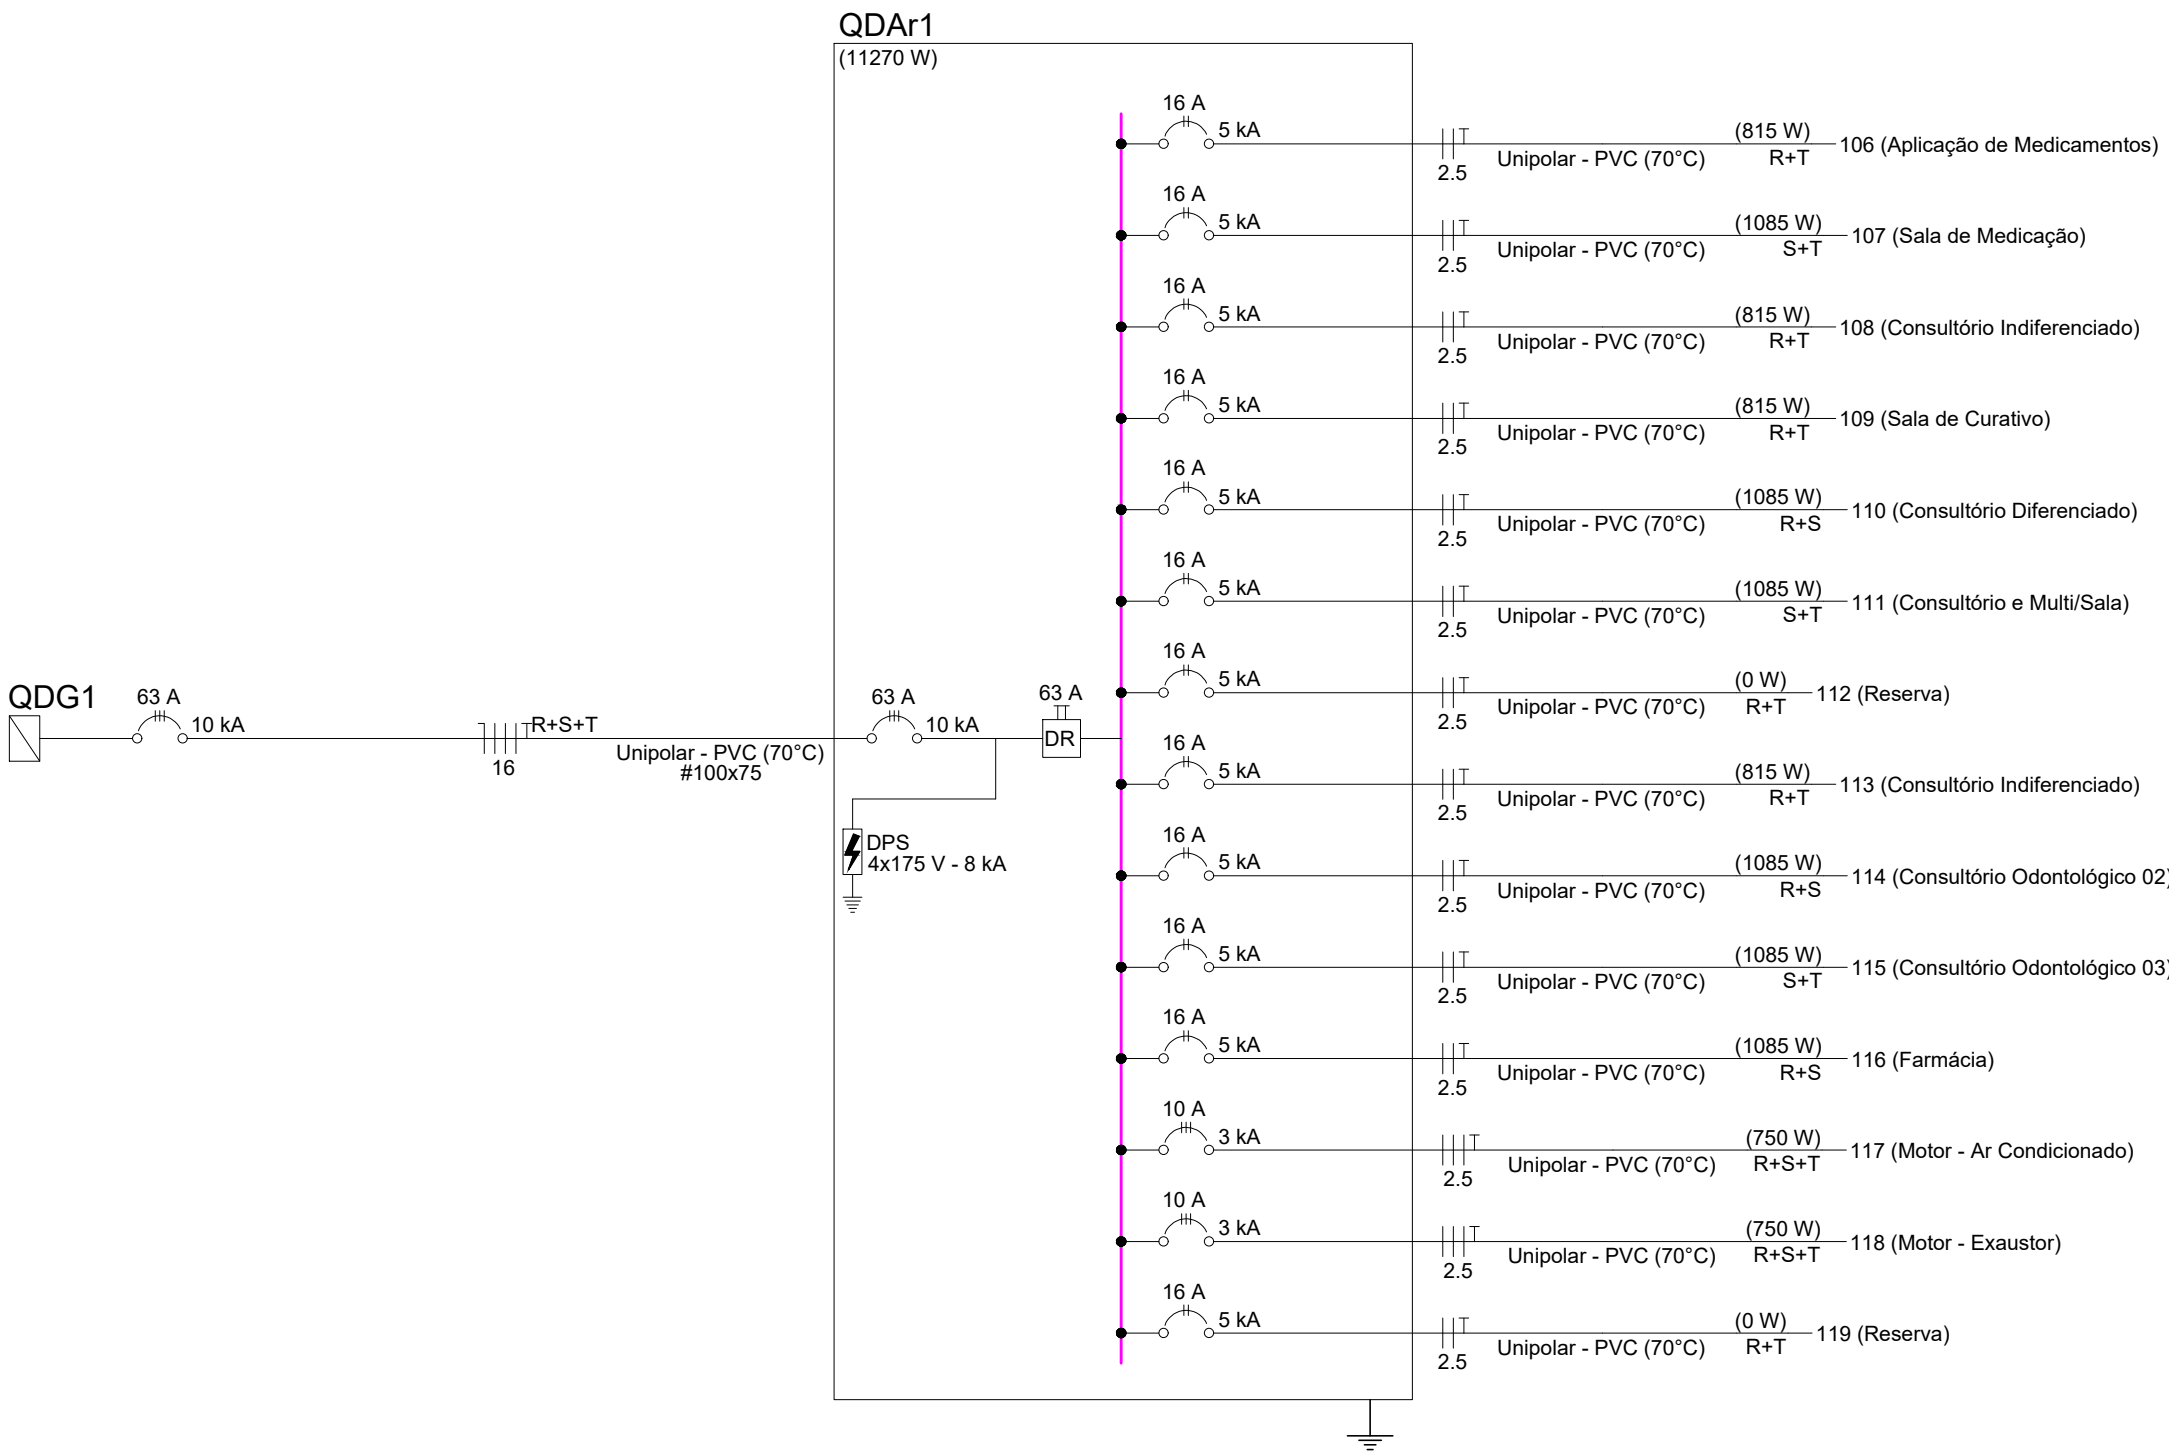 QDAr1
(11270 W)
16 A
5 kA
2.5
Unipolar - PVC (70°C)
(815 W)
R+T
106 (Aplicação de Medicamentos)
16 A
5 kA
2.5
Unipolar - PVC (70°C)
(1085 W)
S+T
107 (Sala de Medicação)
16 A
5 kA
2.5
Unipolar - PVC (70°C)
(815 W)
R+T
108 (Consultório Indiferenciado)
16 A
5 kA
2.5
Unipolar - PVC (70°C)
(815 W)
R+T
109 (Sala de Curativo)
16 A
5 kA
2.5
Unipolar - PVC (70°C)
(1085 W)
R+S
110 (Consultório Diferenciado)
16 A
5 kA
2.5
Unipolar - PVC (70°C)
(1085 W)
S+T
111 (Consultório e Multi/Sala)
16 A
5 kA
2.5
Unipolar - PVC (70°C)
(0 W)
R+T
112 (Reserva)
QDG1
63 A
10 kA
R+S+T
16
Unipolar - PVC (70°C)
#100x75
63 A
10 kA
63 A
DR
DPS
4x175 V - 8 kA
16 A
5 kA
2.5
Unipolar - PVC (70°C)
(815 W)
R+T
113 (Consultório Indiferenciado)
16 A
5 kA
2.5
Unipolar - PVC (70°C)
(1085 W)
R+S
114 (Consultório Odontológico 02)
16 A
5 kA
2.5
Unipolar - PVC (70°C)
(1085 W)
S+T
115 (Consultório Odontológico 03)
16 A
5 kA
2.5
Unipolar - PVC (70°C)
(1085 W)
R+S
116 (Farmácia)
10 A
3 kA
2.5
Unipolar - PVC (70°C)
(750 W)
R+S+T
117 (Motor - Ar Condicionado)
10 A
3 kA
2.5
Unipolar - PVC (70°C)
(750 W)
R+S+T
118 (Motor - Exaustor)
16 A
5 kA
2.5
Unipolar - PVC (70°C)
(0 W)
R+T
119 (Reserva)